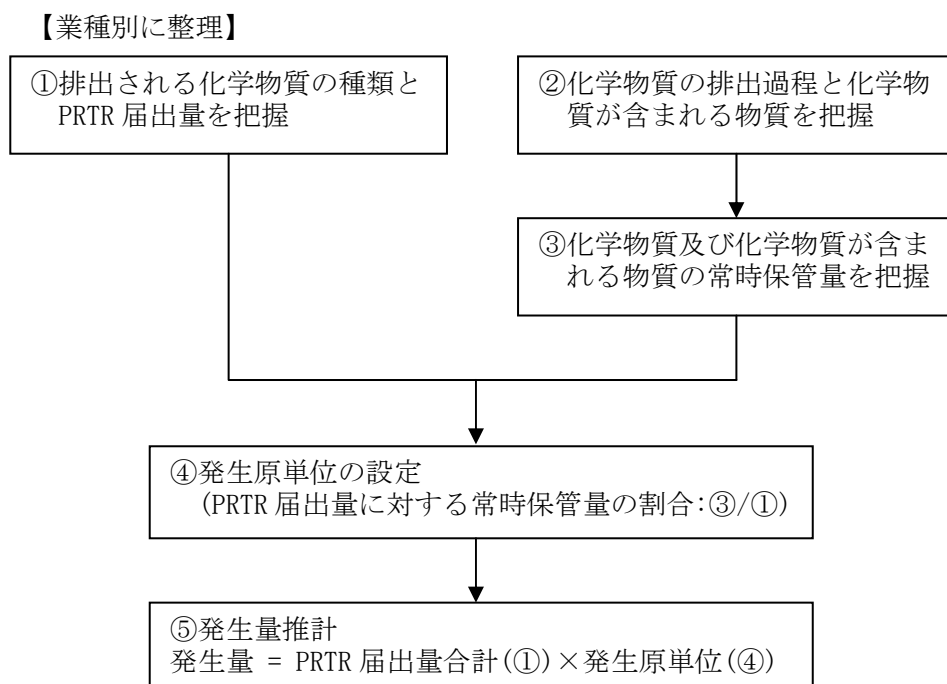 【業種別に整理】
①排出される化学物質の種類と
PRTR 届出量を把握
②化学物質の排出過程と化学物
質が含まれる物質を把握
③化学物質及び化学物質が含ま
れる物質の常時保管量を把握
④発生原単位の設定
(PRTR 届出量に対する常時保管量の割合:③/①)
⑤発生量推計
発生量 = PRTR 届出量合計(①)×発生原単位(④)